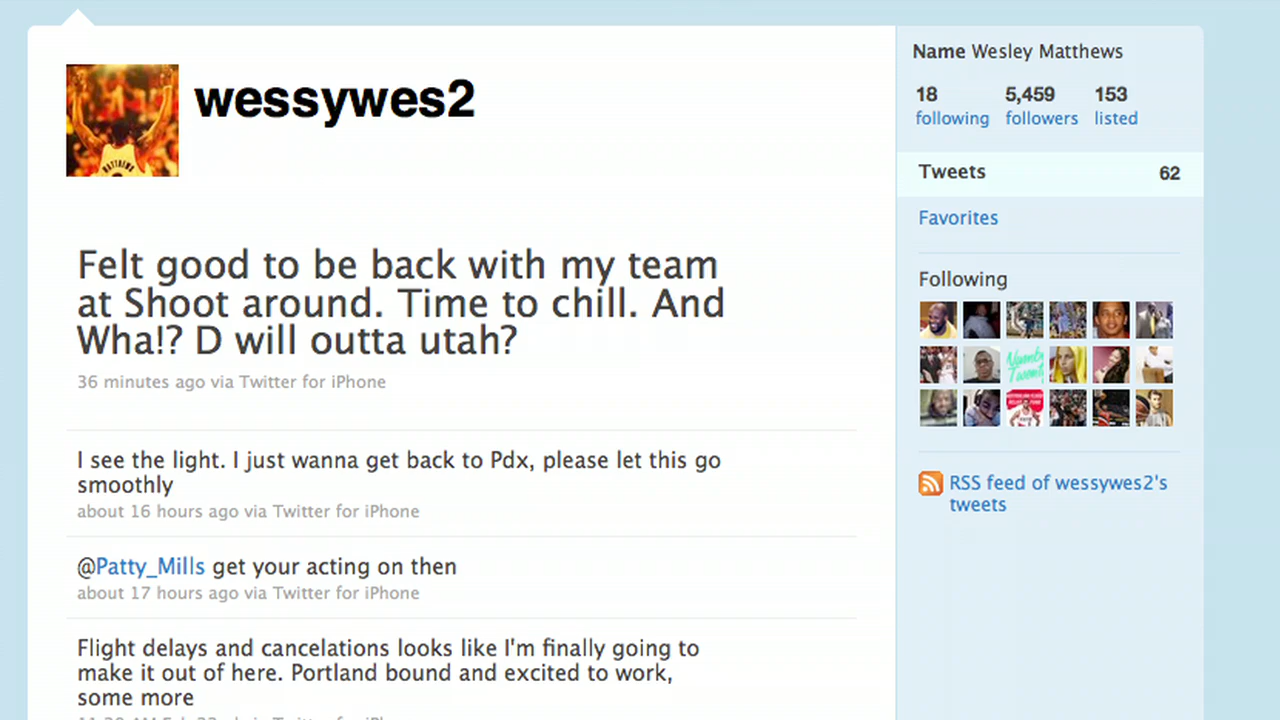 wessywes2
Felt good to be back with my team
at Shoot around. Time to chill. And
Wha!? D will outta utah?
36 minutes ago via Twitter for iPhone
I see the light. I just wanna get back to Pdx, please let this go
smoothly
about 16 hours ago via Twitter for iPhone
@Patty_Mills get your acting on then
about 17 hours ago via Twitter for iPhone
Flight delays and cancelations looks like I'm finally going to
make it out of here. Portland bound and excited to work,
some more
Name Wesley Matthews
18 5,459 153
following followers listed
Tweets 62
Favorites
Following
RSS feed of wessywes2's
tweets